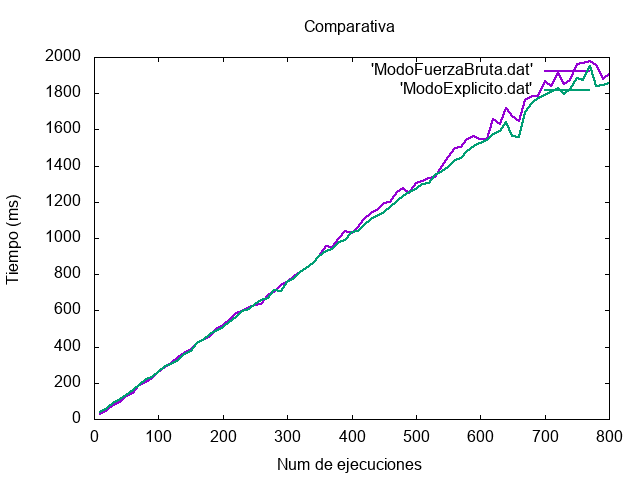 Comparativa
2000
1800
1600
1400
1200
1000
800
600
400
200
0
Tiempo (ms)
'ModoFuerzaBruta.dat'
'ModoExplicito.dat'
0 100 200 300 400 500 600 700 800
Num de ejecuciones